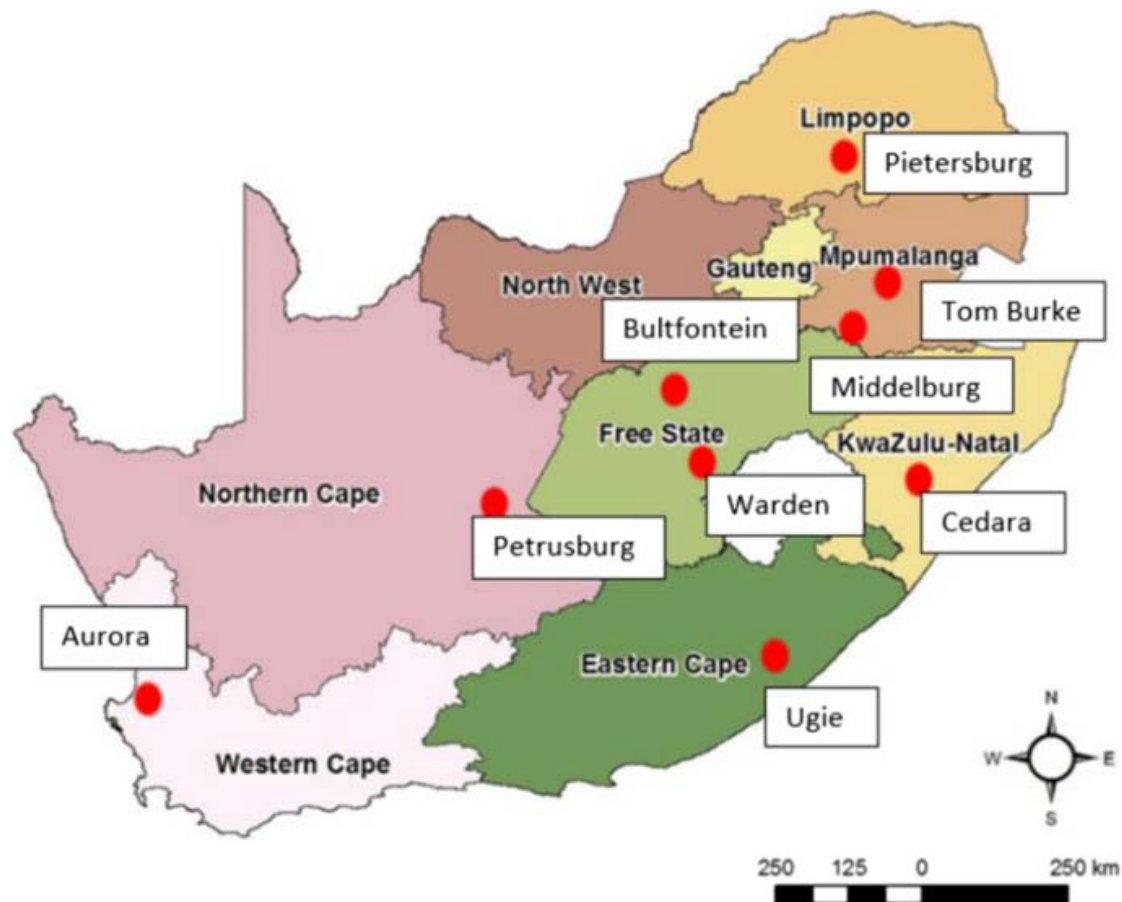 Limpopo
Pietersburg
Mpumalanga
Gauteng
North West
Tom Burke
Bultfontein
Middelburg
Free State
KwaZulu-Natal
Northern Cape
Warden
Cedara
Petrusburg
Aurora
Eastern Cape
Ugie
Western Cape
N
W E
S
250 125 0 250 km